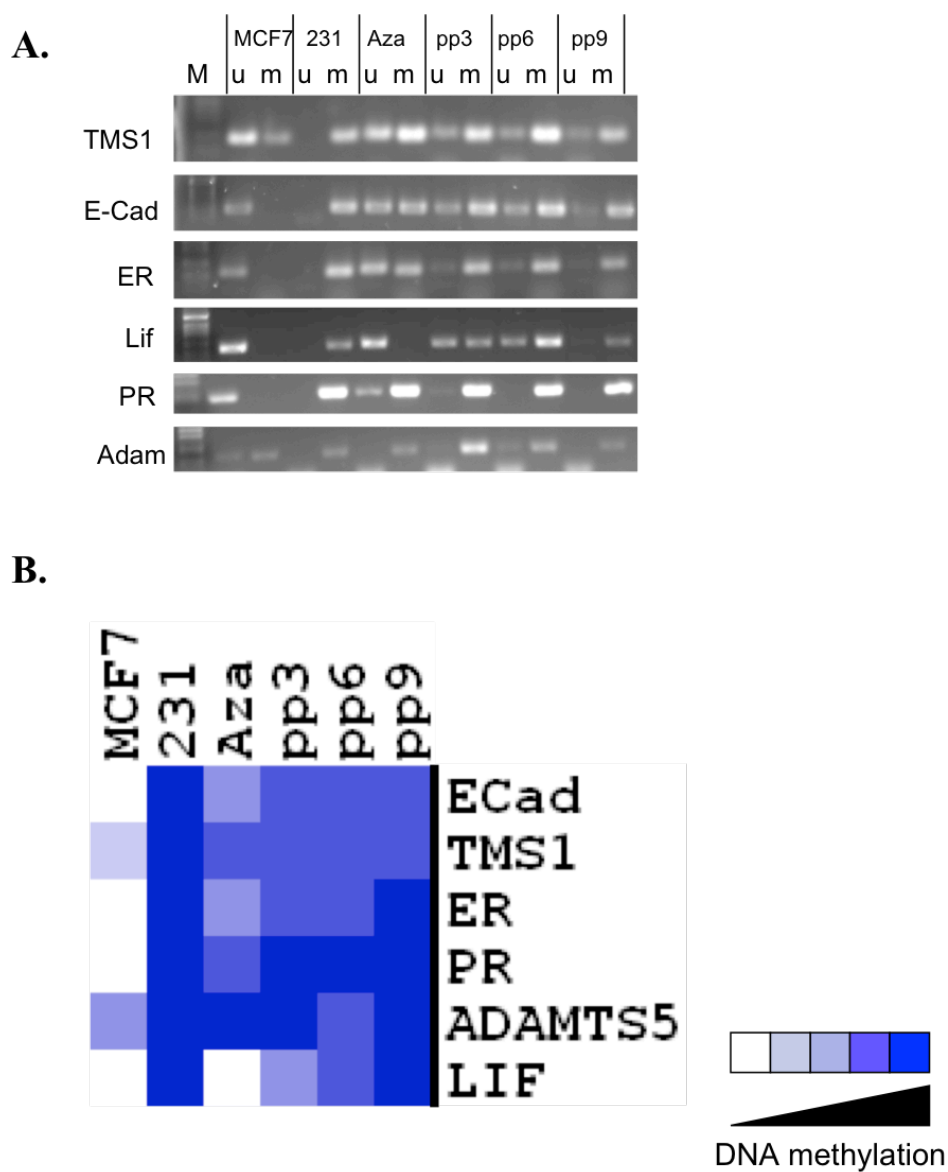 A.
MCF7 231 Aza pp3 pp6 pp9
M u m u m u m u m u m u m
TMS1
E-Cad
ER
Lif
PR
Adam
B.
MCF7 231 Aza pp3 pp6 pp9
ECad
TMS1
ER
PR
ADAMTS5
LIF
DNA methylation